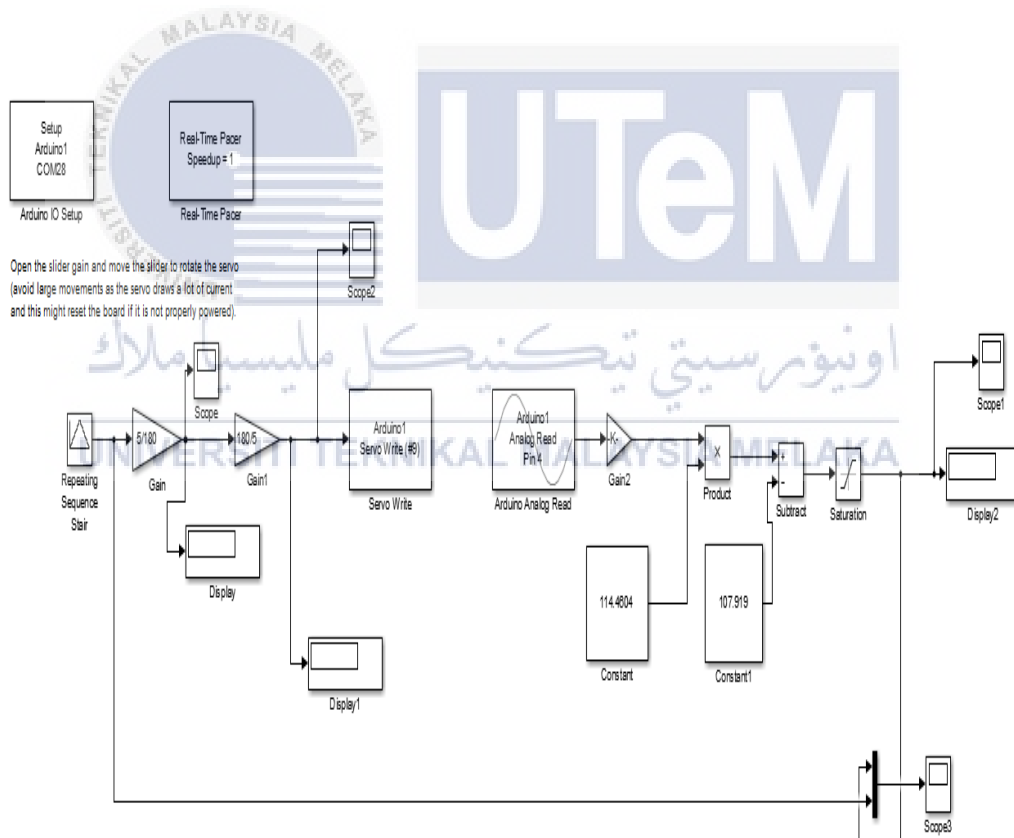 UNIVERSITI TEKNIKAL MALAYSIA MELAKA
UTeM
Setup
Arduino1
COM28
Arduino IO Setup
Real-Time Pacer
Speedup = 1
Real-Time Pacer
Open the slider gain and move the slider to rotate the servo
(avoid large movements as the servo draws a lot of current
and this might reset the board if it is not properly powered).
Scope2
اونيۏرسيتي تيكنيكل مليسيا ملاك
Scope
Scope1
Repeating
Sequence
Stair
5/180
Gain
180/5
Gain1
Arduino1
Servo Write (#9)
Servo Write
Arduino1
Analog Read
Pin 4
Arduino Analog Read
-K-
Gain2
×
Product
+
-
Subtract
Saturation
Display2
UNIVERSITI TEKNIKAL MALAYSIA MELAKA
Display
Display1
114.4604
Constant
107.919
Constant1
Scope3